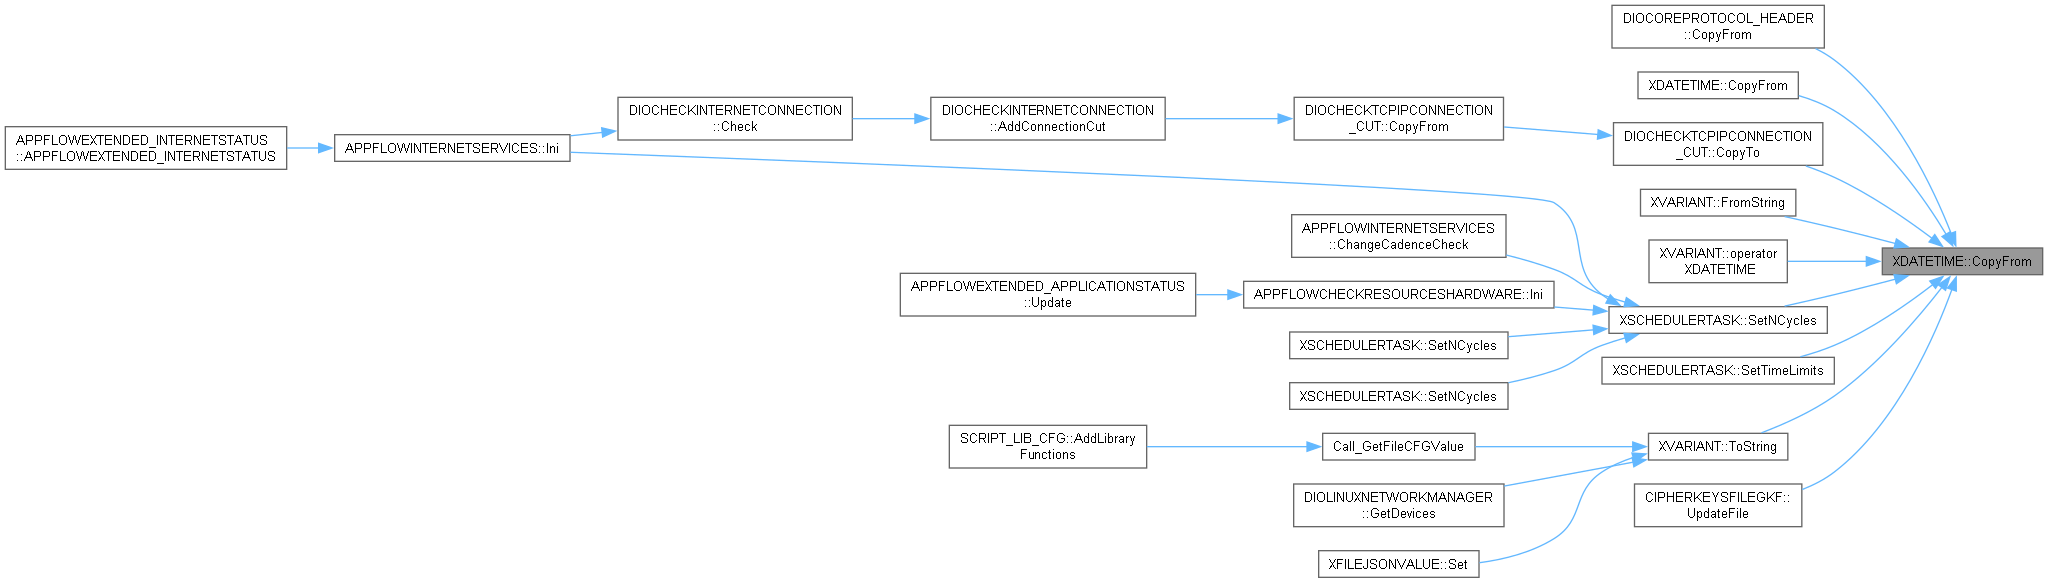 DIOCOREPROTOCOL_HEADER
::CopyFrom
XDATETIME::CopyFrom
DIOCHECKINTERNETCONNECTION
::Check
DIOCHECKINTERNETCONNECTION
::AddConnectionCut
DIOCHECKTCPIPCONNECTION
_CUT::CopyFrom
DIOCHECKTCPIPCONNECTION
_CUT::CopyTo
APPFLOWEXTENDED_INTERNETSTATUS
::APPFLOWEXTENDED_INTERNETSTATUS
APPFLOWINTERNETSERVICES::Ini
XVARIANT::FromString
APPFLOWINTERNETSERVICES
::ChangeCadenceCheck
XVARIANT::operator
XDATETIME
XDATETIME::CopyFrom
APPFLOWEXTENDED_APPLICATIONSTATUS
::Update
APPFLOWCHECKRESOURCESHARDWARE::Ini
XSCHEDULERTASK::SetNCycles
XSCHEDULERTASK::SetNCycles
XSCHEDULERTASK::SetTimeLimits
XSCHEDULERTASK::SetNCycles
SCRIPT_LIB_CFG::AddLibrary
Functions
Call_GetFileCFGValue
XVARIANT::ToString
DIOLINUXNETWORKMANAGER
::GetDevices
CIPHERKEYSFILEGKF::
UpdateFile
XFILEJSONVALUE::Set